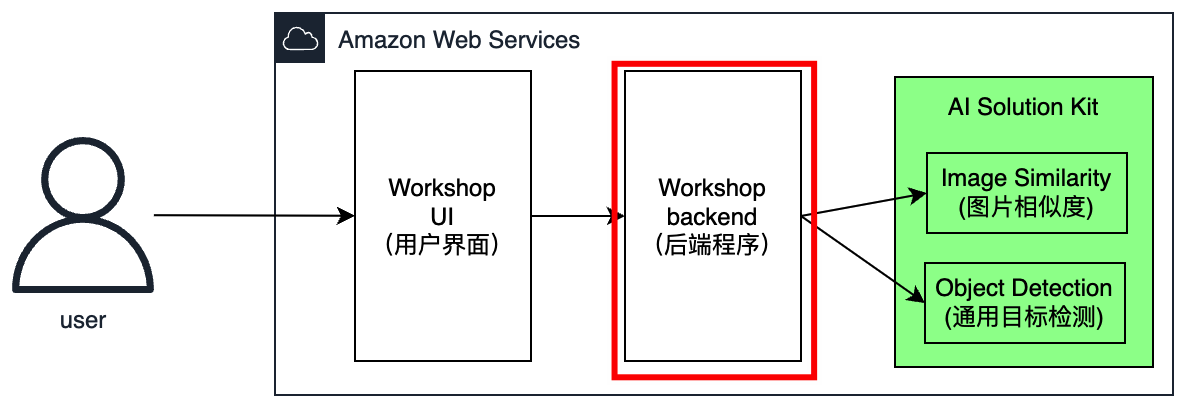 Amazon Web Services
user
Workshop
UI
（用户界面）
Workshop
backend
（后端程序）
AI Solution Kit
Image Similarity
(图片相似度)
Object Detection
(通用目标检测)